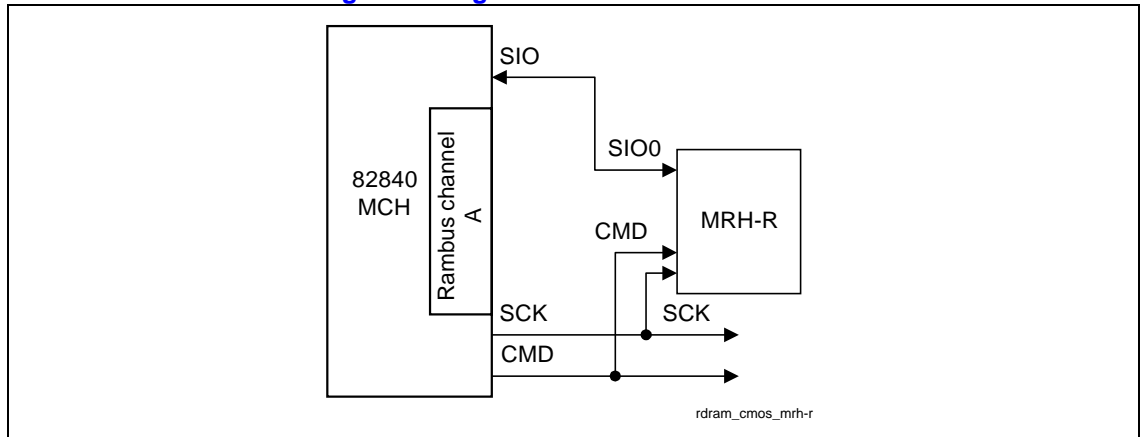 SIO
SIO0
82840
MCH
Rambus channel
A
MRH-R
CMD
SCK
SCK
CMD
rdram_cmos_mrh-r